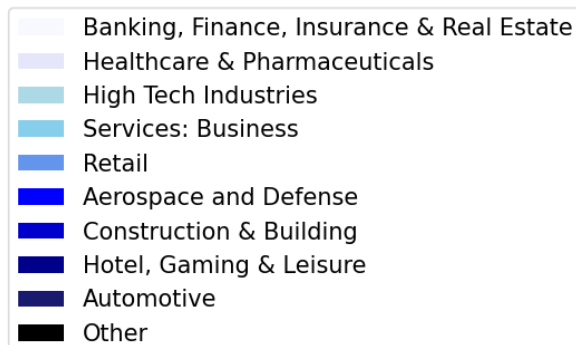 Banking, Finance, Insurance & Real Estate
Healthcare & Pharmaceuticals
High Tech Industries
Services: Business
Retail
Aerospace and Defense
Construction & Building
Hotel, Gaming & Leisure
Automotive
Other